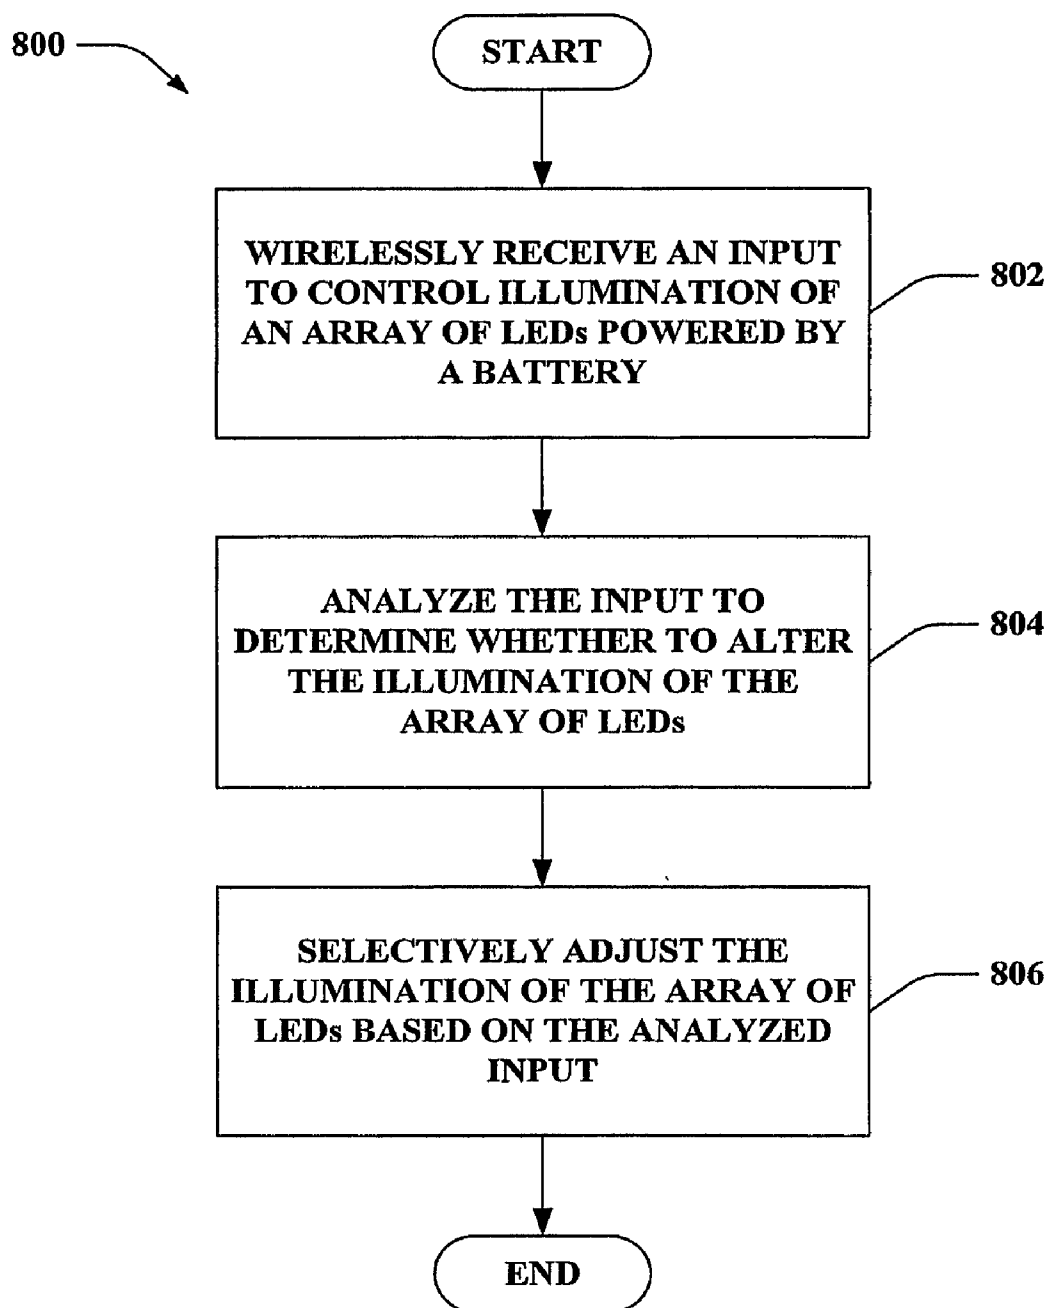 800
START
WIRELESSLY RECEIVE AN INPUT
TO CONTROL ILLUMINATION OF
AN ARRAY OF LEDs POWERED BY
A BATTERY
802
ANALYZE THE INPUT TO
DETERMINE WHETHER TO ALTER
THE ILLUMINATION OF THE
ARRAY OF LEDs
804
SELECTIVELY ADJUST THE
ILLUMINATION OF THE ARRAY OF
LEDs BASED ON THE ANALYZED
INPUT
806
END